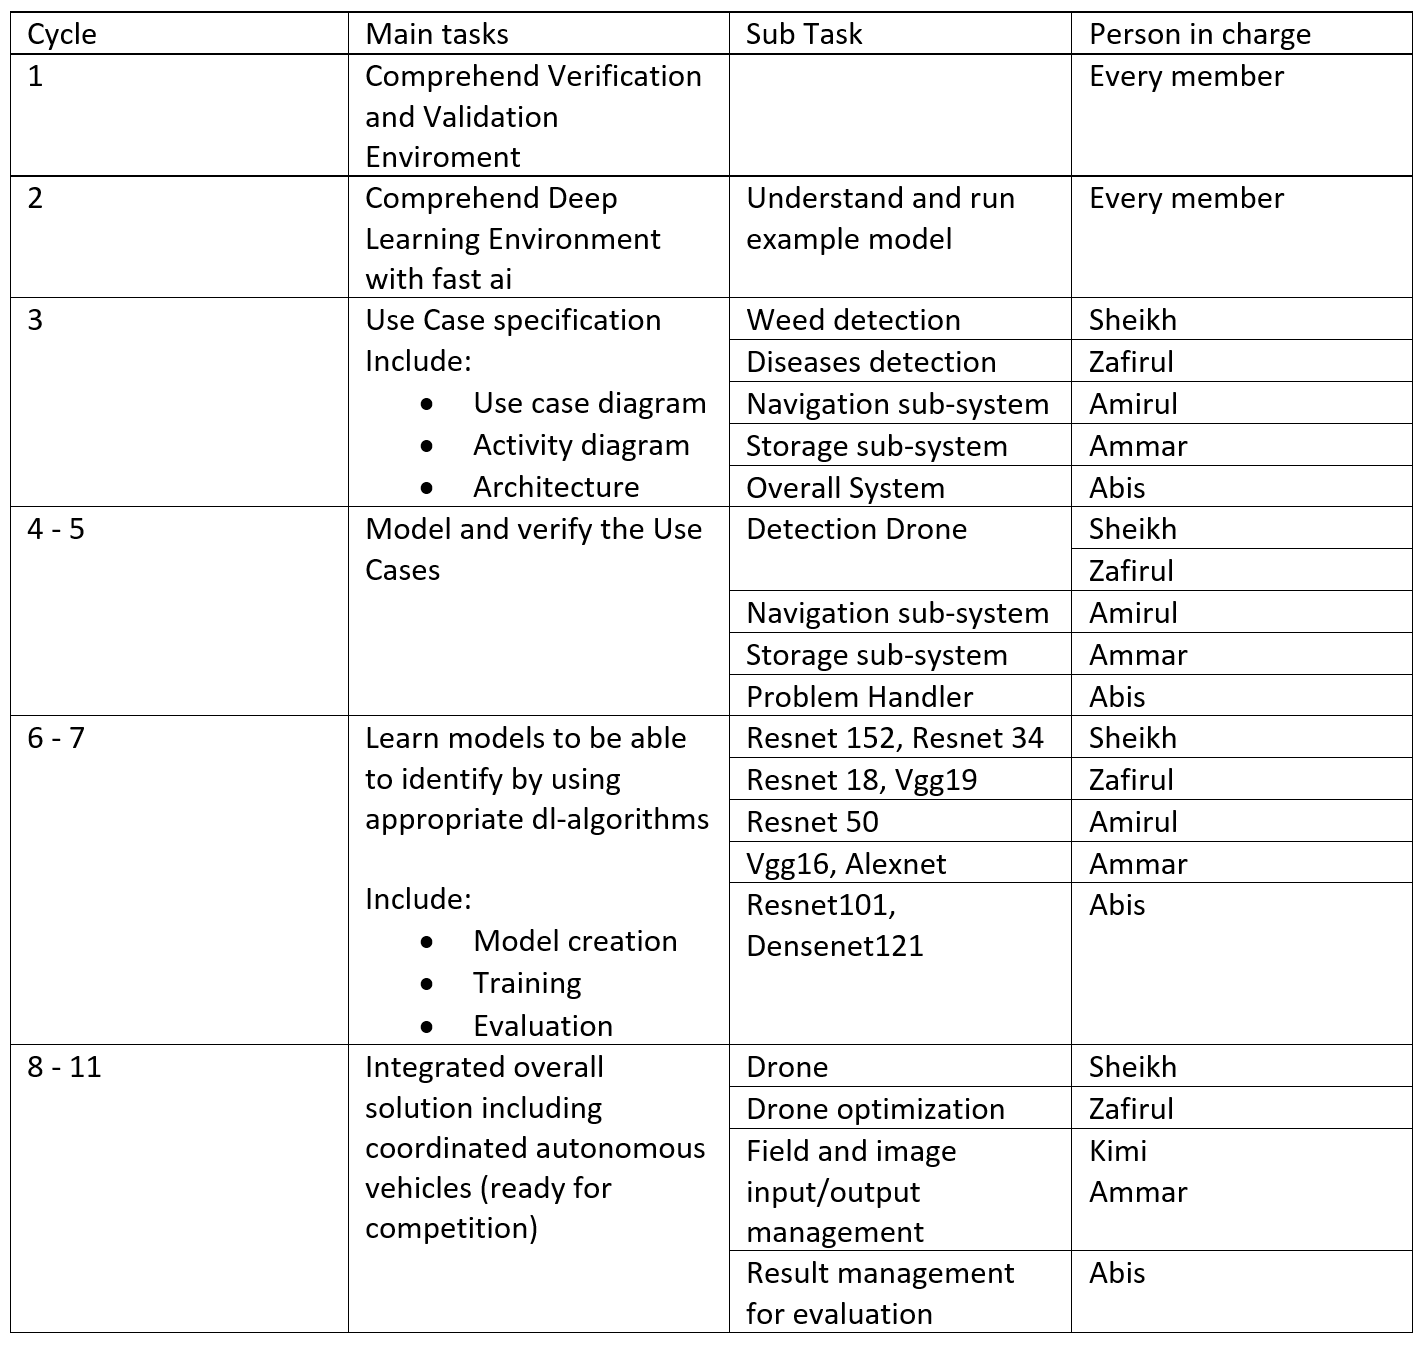 Cycle
Main tasks
Sub Task
Person in charge
1
Comprehend Verification
and Validation
Enviroment
Every member
2
Comprehend Deep
Learning Environment
with fast ai
Understand and run
example model
Every member
3
Use Case specification
Include:
• Use case diagram
• Activity diagram
• Architecture
Weed detection
Sheikh
Diseases detection
Zafirul
Navigation sub-system
Amirul
Storage sub-system
Ammar
Overall System
Abis
4 - 5
Model and verify the Use
Cases
Detection Drone
Sheikh
Zafirul
Navigation sub-system
Amirul
Storage sub-system
Ammar
Problem Handler
Abis
6 - 7
Learn models to be able
to identify by using
appropriate dl-algorithms
Include:
• Model creation
• Training
• Evaluation
Resnet 152, Resnet 34
Sheikh
Resnet 18, Vgg19
Zafirul
Resnet 50
Amirul
Vgg16, Alexnet
Ammar
Resnet101,
Densenet121
Abis
8 - 11
Integrated overall
solution including
coordinated autonomous
vehicles (ready for
competition)
Drone
Sheikh
Drone optimization
Zafirul
Field and image
input/output
management
Kimi
Ammar
Result management
for evaluation
Abis